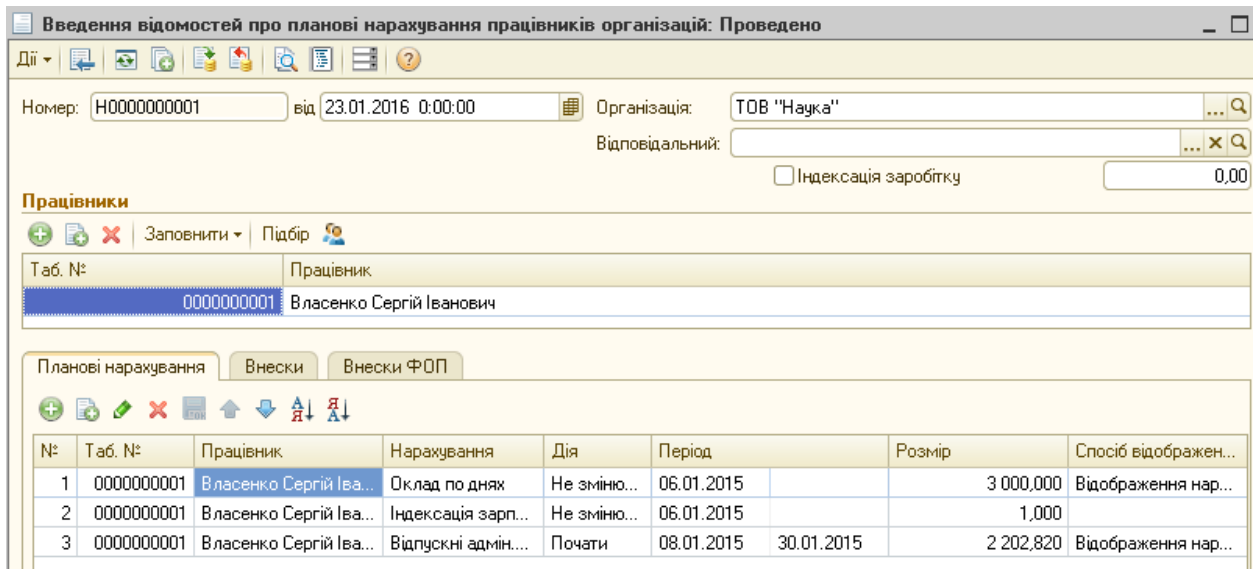 Введення відомостей про планові нарахування працівників організацій: Проведено
Дії
Номер: Н0000000001 від 23.01.2016 0:00:00 Організація: ТОВ "Наука"
Відповідальний:
Індексація заробітку 0,00
Працівники
Заповнити Підбір
Таб. № Працівник
0000000001 Власенко Сергій Іванович
Планові нарахування Внески Внески ФОП
№ Таб. № Працівник Нарахування Дія Період Розмір Спосіб відображен...
1 0000000001 Власенко Сергій Іва... Оклад по днях Не зміню... 06.01.2015 3 000,000 Відображення нар...
2 0000000001 Власенко Сергій Іва... Індексація зарп... Не зміню... 06.01.2015 1,000
3 0000000001 Власенко Сергій Іва... Відпускні адмін.... Почати 08.01.2015 30.01.2015 2 202,820 Відображення нар...